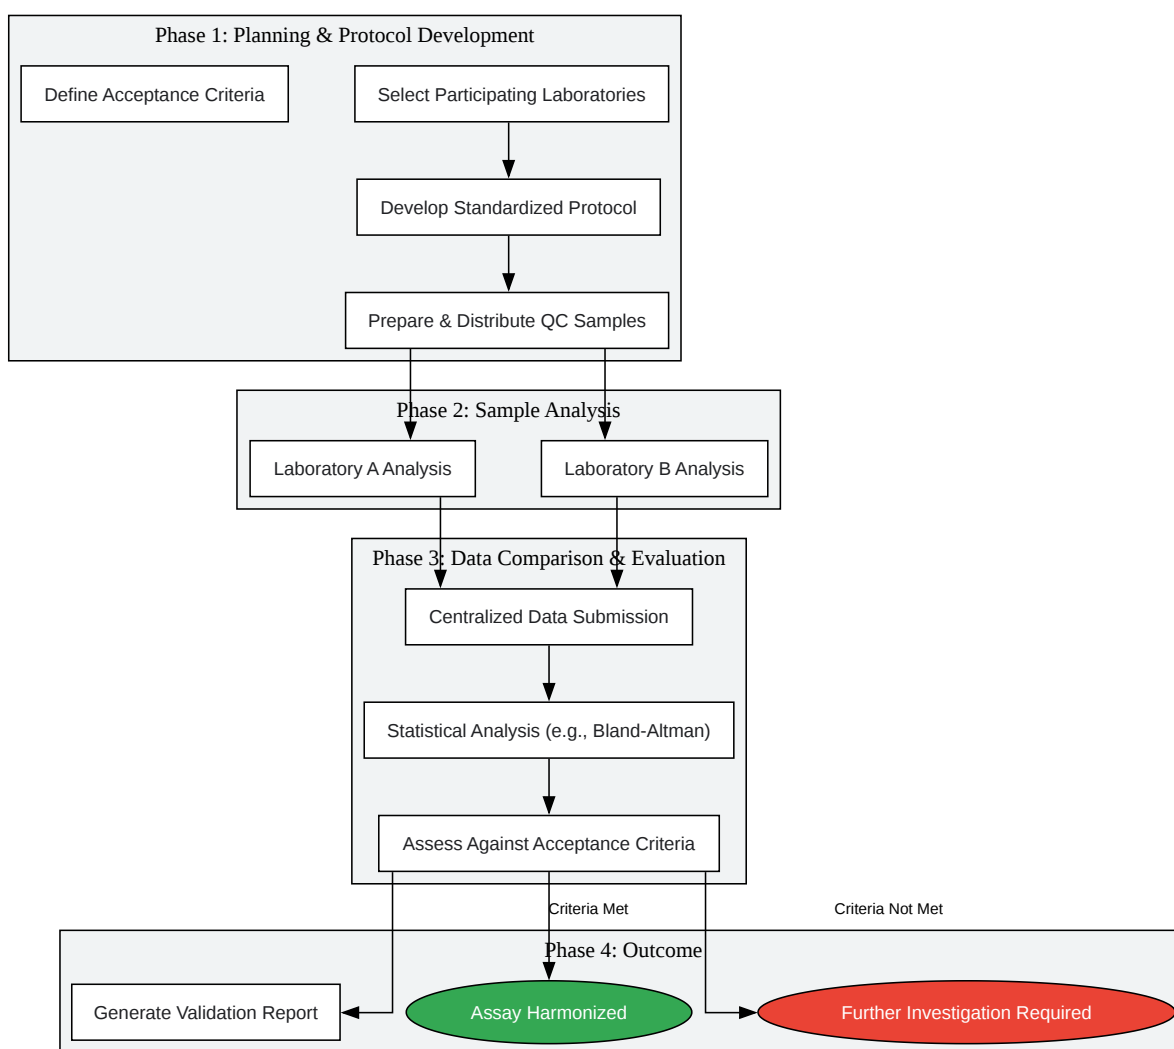 Phase 1: Planning & Protocol Development
Define Acceptance Criteria
Select Participating Laboratories
Develop Standardized Protocol
Prepare & Distribute QC Samples
Phase 2: Sample Analysis
Laboratory A Analysis
Laboratory B Analysis
Phase 3: Data Comparison & Evaluation
Centralized Data Submission
Statistical Analysis (e.g., Bland-Altman)
Assess Against Acceptance Criteria
Criteria Met
Criteria Not Met
Phase 4: Outcome
Generate Validation Report
Assay Harmonized
Further Investigation Required